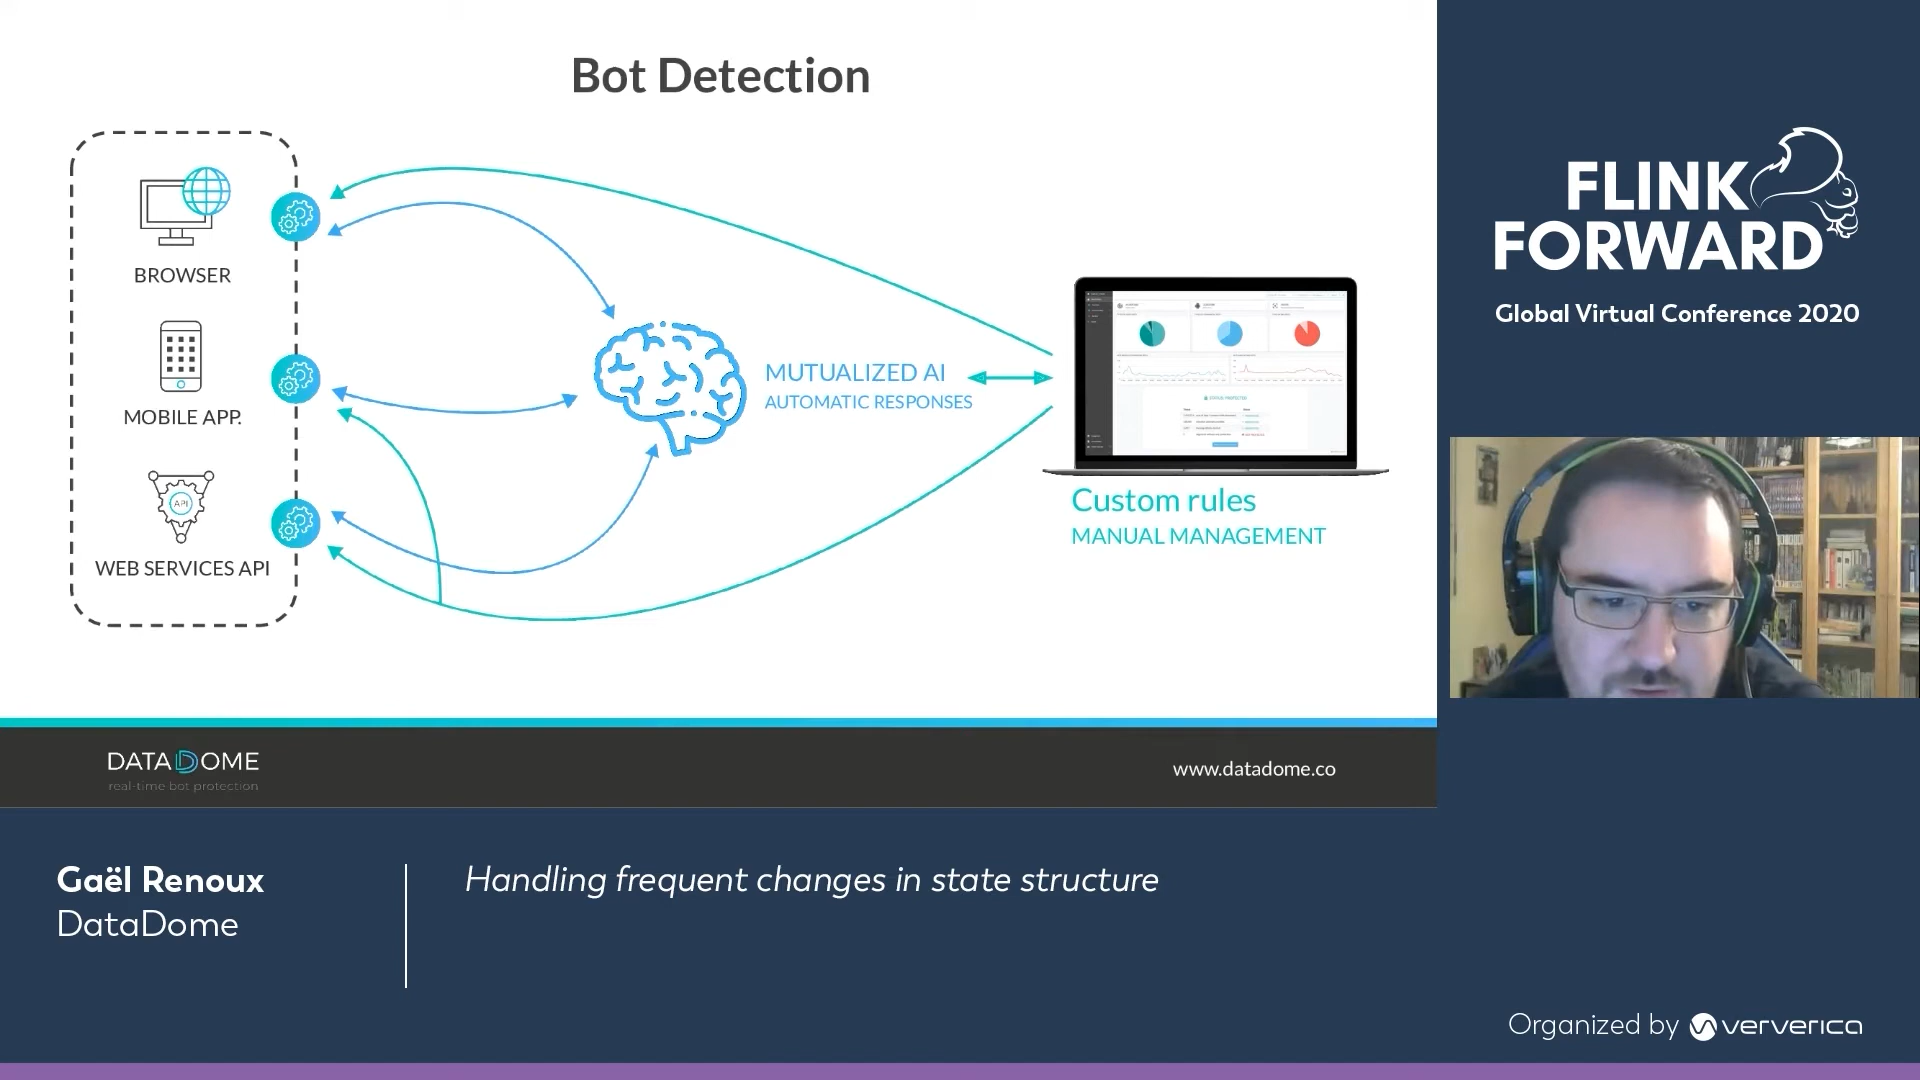 Bot Detection
BROWSER
MOBILE APP.
API
WEB SERVICES API
MUTUALIZED AI
AUTOMATIC RESPONSES
Custom rules
MANUAL MANAGEMENT
DATADOME
real-time bot protection
www.datadome.co
FLINK
FORWARD
Global Virtual Conference 2020
Gaël Renoux
DataDome
Handling frequent changes in state structure
Organized by ververica